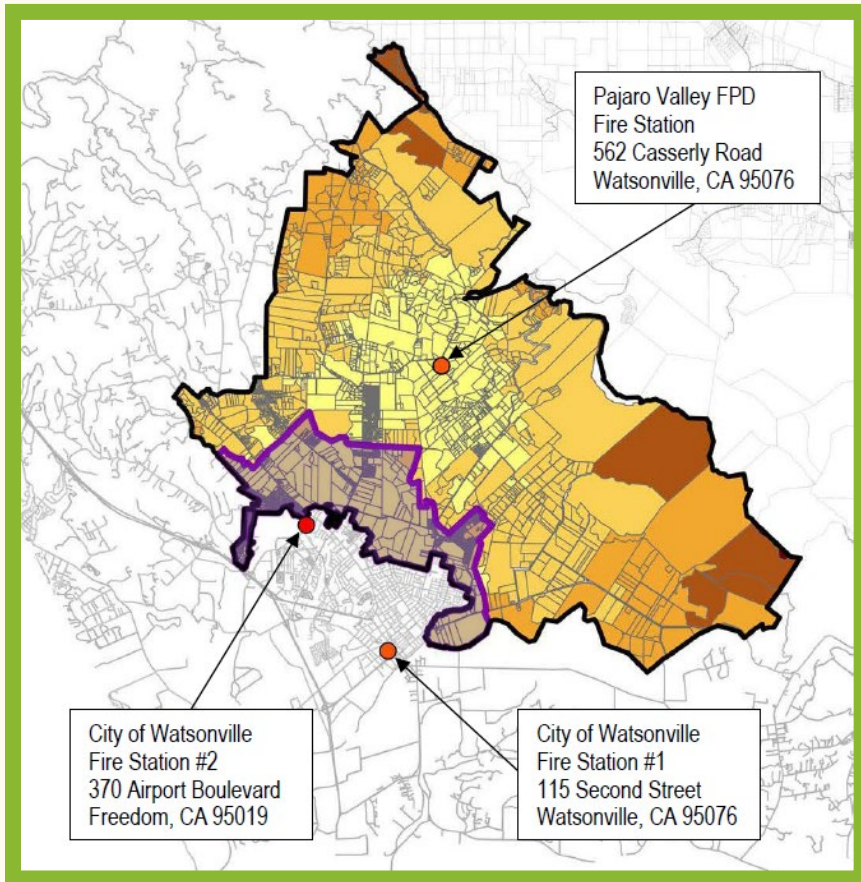 Pajaro Valley FPD
Fire Station
562 Casserly Road
Watsonville, CA 95076
City of Watsonville
Fire Station #2
370 Airport Boulevard
Freedom, CA 95019
City of Watsonville
Fire Station #1
115 Second Street
Watsonville, CA 95076